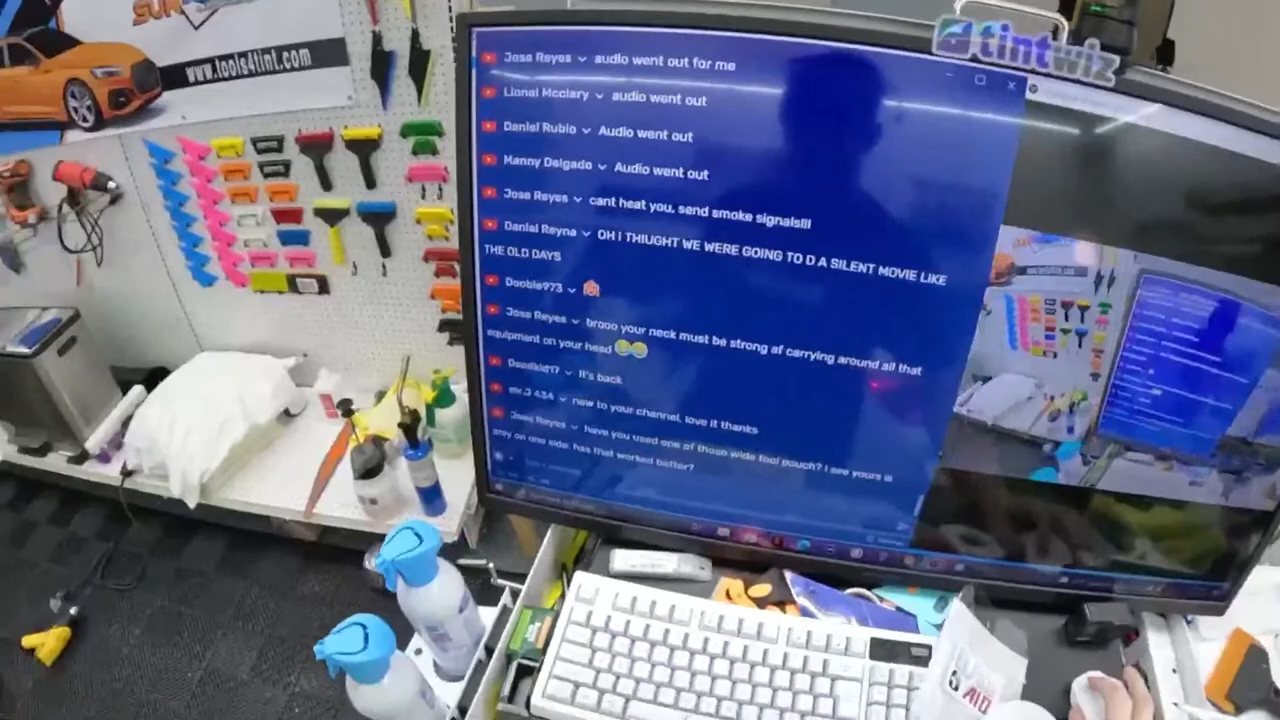 SUN
www.tools4tint.com
tintwiz
Jose Reyes audio went out for me
Lionel Mcclary audio went out
Daniel Rubio Audio went out
Manny Delgado Audio went out
Jose Reyes cant heat you, send smoke signals!!!
Daniel Reyna OH I THIUGHT WE WERE GOING TO D A SILENT MOVIE LIKE
THE OLD DAYS
Doobie973
Jose Reyes brooo your neck must be strong af carrying around all that
equipment on your head
Deadkid17 It's back
mr.J 434 new to your channel, love it thanks
Jose Reyes have you used one of those wide tool pouch? I see yours is
only on one side. has that worked better?
AID